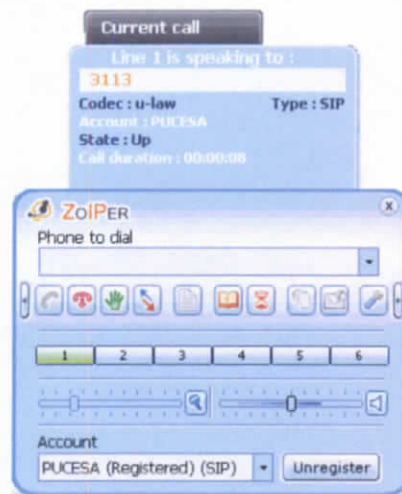 Current call
Line 1 is speaking to :
3113
Codec : u-law Type : SIP
Account : PUCESA
State : Up
Call duration : 00:00:08
ZOIPER
Phone to dial
1 2 3 4 5 6
Account
PUCESA (Registered) (SIP) Unregister